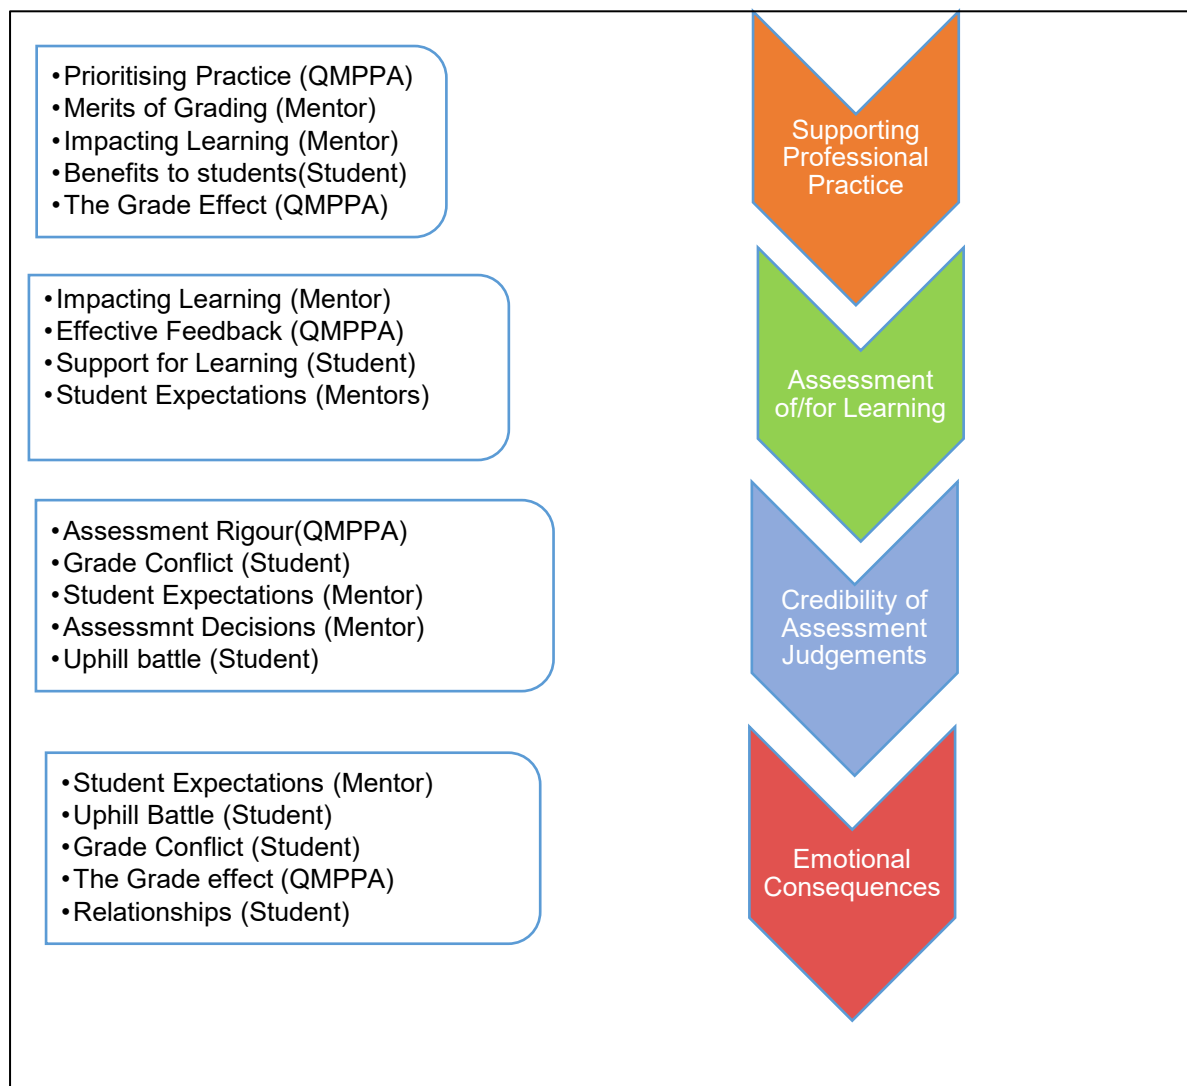 •Prioritising Practice (QMPPA)
•Merits of Grading (Mentor)
•Impacting Learning (Mentor)
•Benefits to students(Student)
•The Grade Effect (QMPPA)
Supporting
Professional
Practice
•Impacting Learning (Mentor)
•Effective Feedback (QMPPA)
•Support for Learning (Student)
•Student Expectations (Mentors)
Assessment
of/for Learning
•Assessment Rigour(QMPPA)
•Grade Conflict (Student)
•Student Expectations (Mentor)
•Assessmnt Decisions (Mentor)
•Uphill battle (Student)
Credibility of
Assessment
Judgements
•Student Expectations (Mentor)
•Uphill Battle (Student)
•Grade Conflict (Student)
•The Grade effect (QMPPA)
•Relationships (Student)
Emotional
Consequences